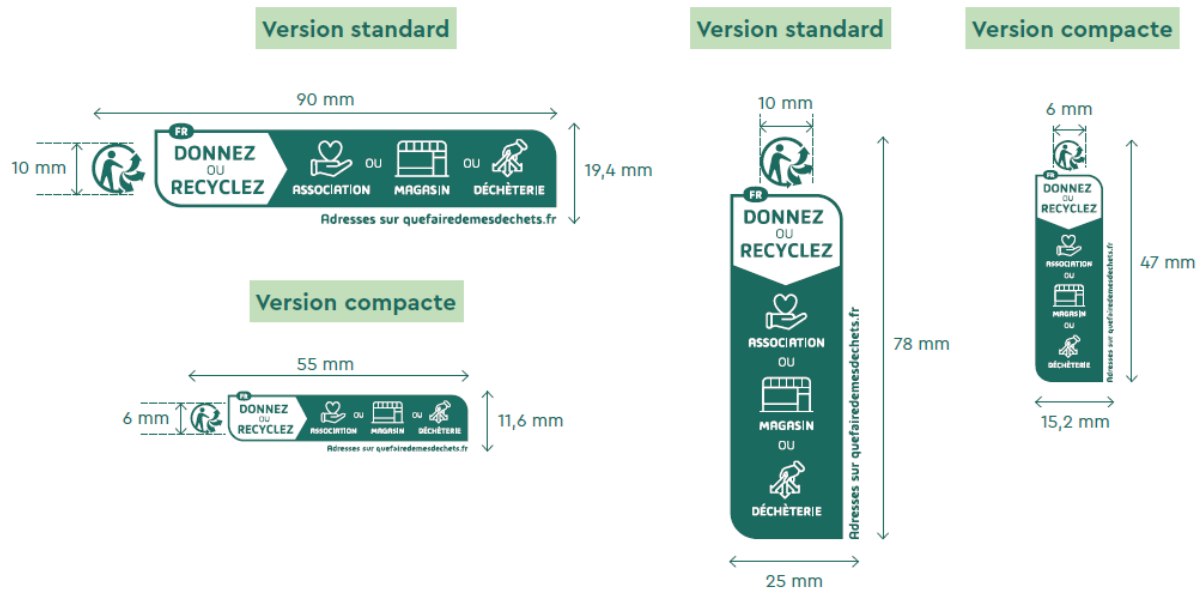 Version standard
90 mm
10 mm
FR
DONNEZ
OU
RECYCLEZ
ASSOCIATION
OU
MAGASIN
OU
DÉCHÈTERIE
Adresses sur quefairedemesdechets.fr
19,4 mm
Version compacte
55 mm
6 mm
FR
DONNEZ
OU
RECYCLEZ
ASSOCIATION
OU
MAGASIN
OU
DÉCHÈTERIE
Adresses sur quefairedemesdechets.fr
11,6 mm
Version standard
10 mm
FR
DONNEZ
OU
RECYCLEZ
ASSOCIATION
OU
MAGASIN
OU
DÉCHÈTERIE
Adresses sur quefairedemesdechets.fr
78 mm
25 mm
Version compacte
6 mm
FR
DONNEZ
OU
RECYCLEZ
ASSOCIATION
OU
MAGASIN
OU
DÉCHÈTERIE
Adresses sur quefairedemesdechets.fr
47 mm
15,2 mm